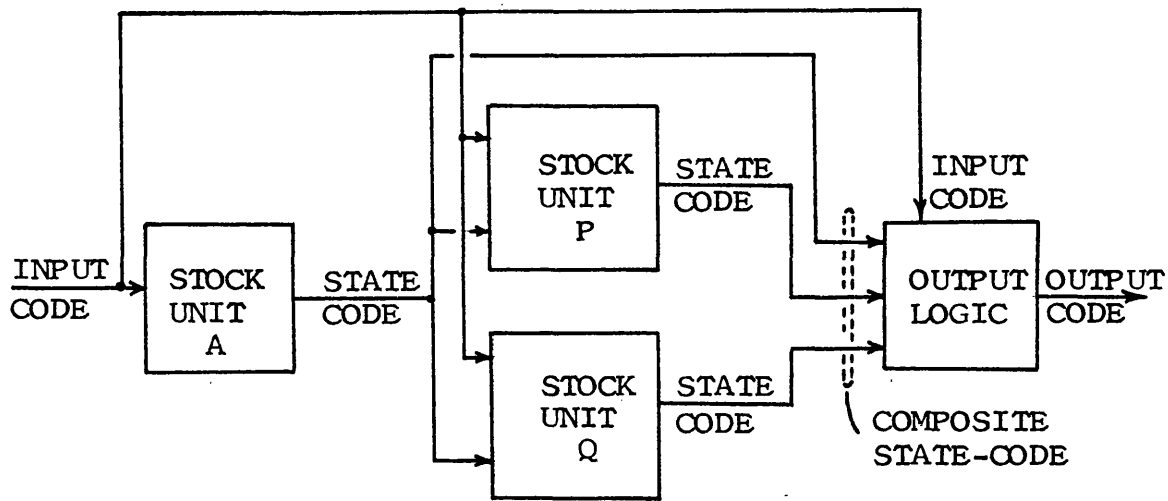 INPUT
CODE
STOCK
UNIT
A
STATE
CODE
STOCK
UNIT
P
STATE
CODE
STOCK
UNIT
Q
STATE
CODE
INPUT
CODE
OUTPUT
LOGIC
OUTPUT
CODE
COMPOSITE
STATE-CODE